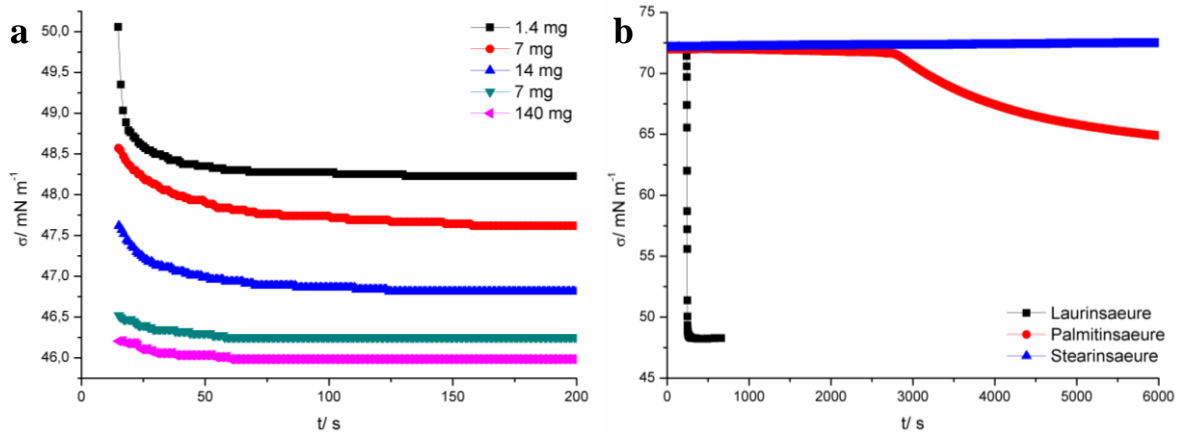 a
50,0
49,5
49,0
48,5
48,0
47,5
47,0
46,5
46,0
σ/ mN m⁻¹
0
50
100
150
200
t/ s
1.4 mg
7 mg
14 mg
7 mg
140 mg
b
75
70
65
60
55
50
45
σ/ mN m⁻¹
0
1000
2000
3000
4000
5000
6000
t/ s
Laurinsaeure
Palmitinsaeure
Stearinsaeure